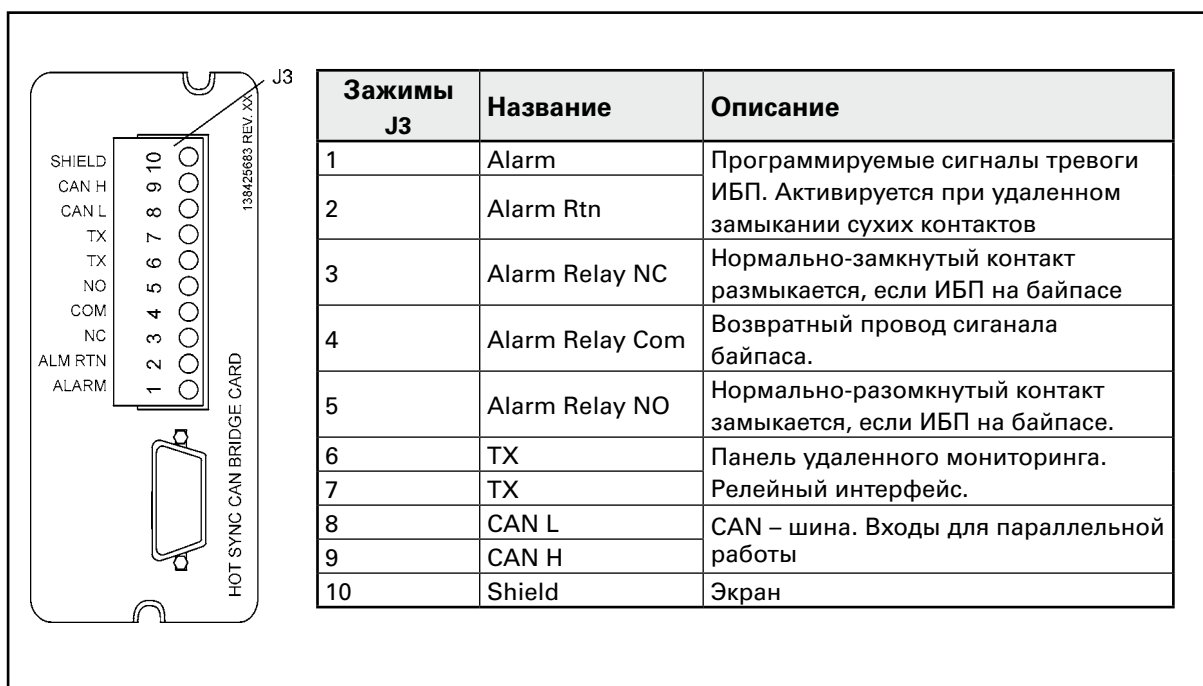 J3
138425683 REV. XX
SHIELD 10
CAN H 9
CAN L 8
TX 7
TX 6
NO 5
COM 4
NC 3
ALM RTN 2
ALARM 1
HOT SYNC CAN BRIDGE CARD
Зажимы J3 Название Описание
1 Alarm Программируемые сигналы тревоги
2 Alarm Rtn ИБП. Активируется при удаленном
замыкании сухих контактов
3 Alarm Relay NC Нормально-замкнутый контакт
размыкается, если ИБП на байпасе
4 Alarm Relay Com Возвратный провод сиганала
байпаса.
5 Alarm Relay NO Нормально-разомкнутый контакт
замыкается, если ИБП на байпасе.
6 TX Панель удаленного мониторинга.
7 TX Релейный интерфейс.
8 CAN L CAN – шина. Входы для параллельной
9 CAN H работы
10 Shield Экран